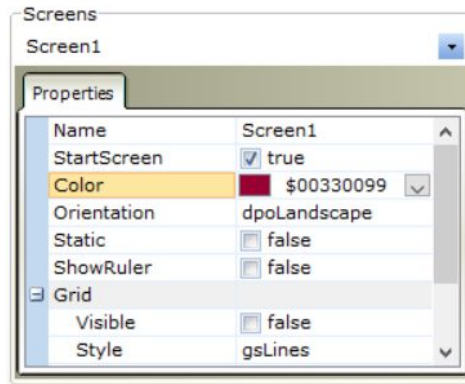 Screens
Screen1
Properties
Name Screen1
StartScreen true
Color $00330099
Orientation dpoLandscape
Static false
ShowRuler false
Grid
Visible false
Style gsLines